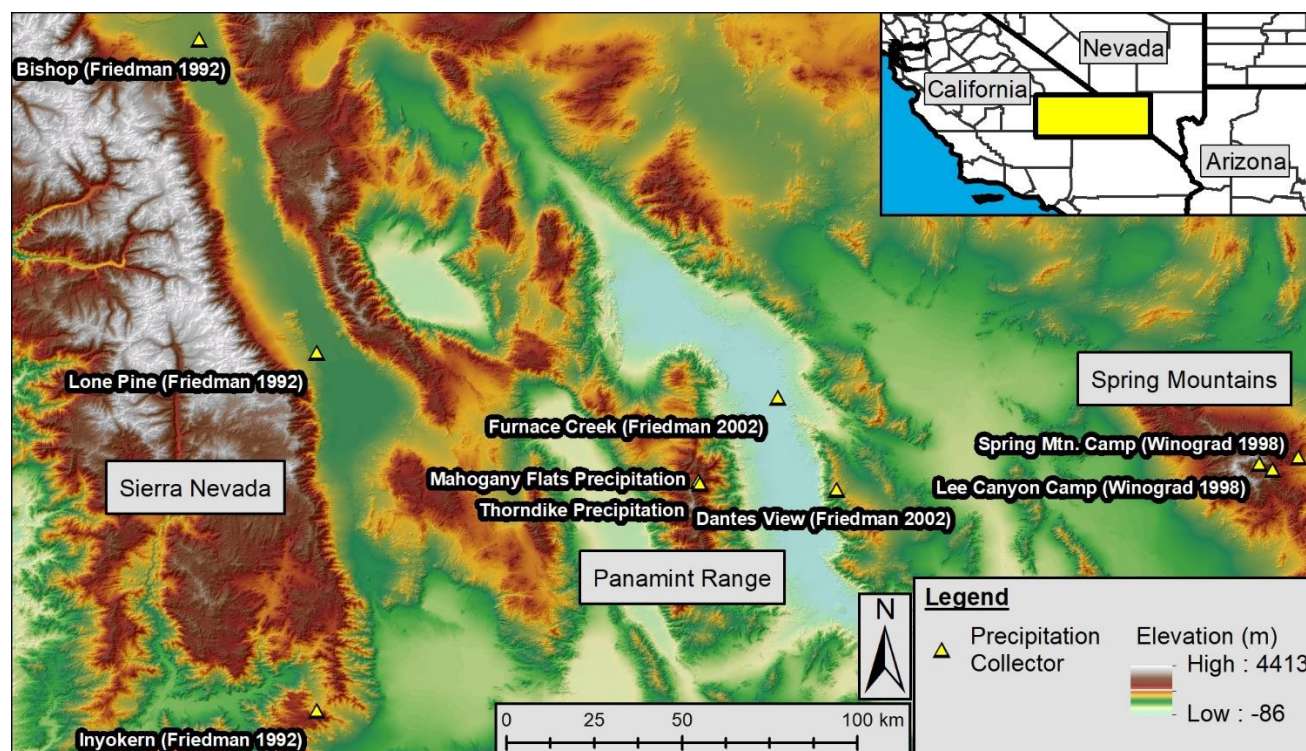 Bishop (Friedman 1992)
Nevada
California
Arizona
Lone Pine (Friedman 1992)
Spring Mountains
Furnace Creek (Friedman 2002)
Spring Mtn. Camp (Winograd 1998)
Sierra Nevada
Mahogany Flats Precipitation
Lee Canyon Camp (Winograd 1998)
Thorndike Precipitation
Dantes View (Friedman 2002)
Panamint Range
Inyokern (Friedman 1992)
N
0 25 50 100 km
Legend
Precipitation
Collector
Elevation (m)
High : 4413
Low : -86